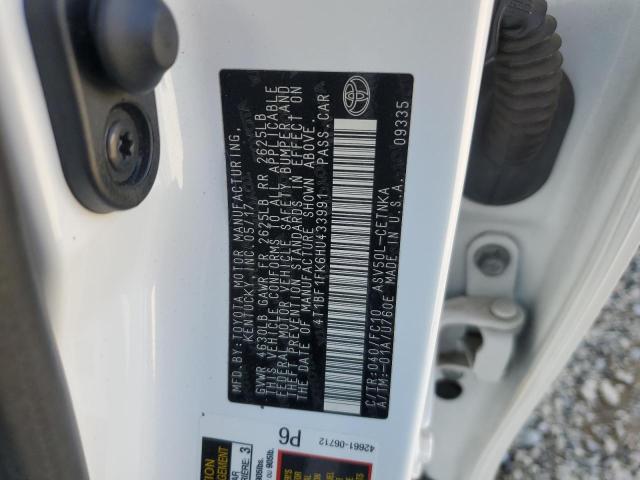 MFD. BY: TOYOTA MOTOR MANUFACTURING,
KENTUCKY, INC. 05/17
GVWR 4630LB GAWR FR 2625LB RR 2625LB
THIS VEHICLE CONFORMS TO ALL APPLICABLE
FEDERAL MOTOR VEHICLE SAFETY, BUMPER, AND
THEFT PREVENTION STANDARDS IN EFFECT ON
THE DATE OF MANUFACTURE SHOWN ABOVE.
4T1BF1FK6HU433991 PASS. CAR
C/TR: 040/FC10 ASV50L-CETNKA
A/TM: -01A/U760E MADE IN U.S.A. 09335
P6
42661-06712
3